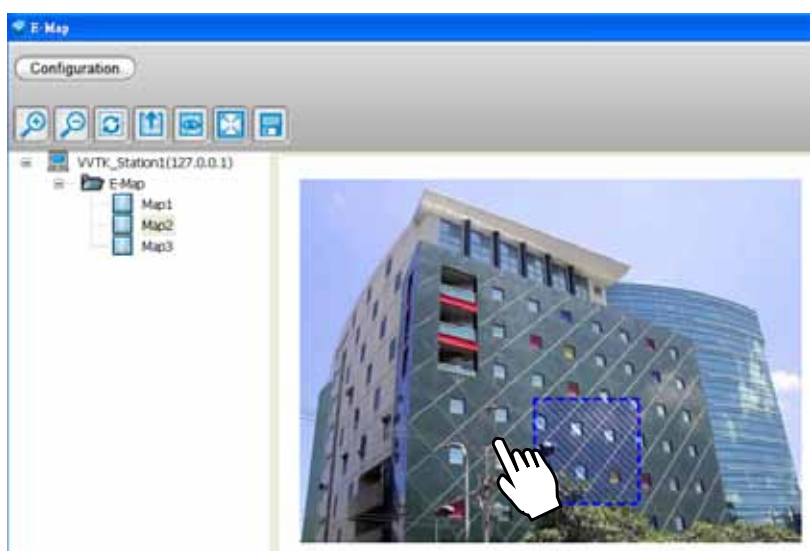 E-Map
Configuration
VVTK_Station1(127.0.0.1)
E-Map
Map1
Map2
Map3